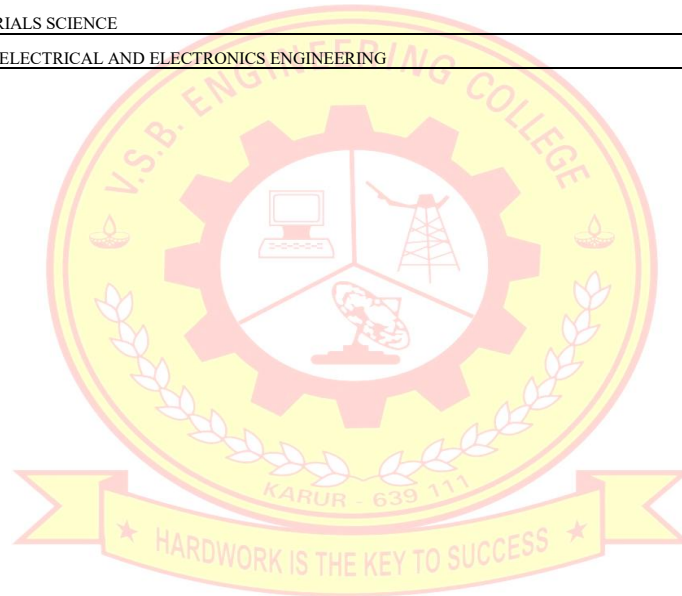 RIALS SCIENCE
ELECTRICAL AND ELECTRONICS ENGINEERING
V.S.B. ENGINEERING COLLEGE
KARUR - 639 111
HARDWORK IS THE KEY TO SUCCESS